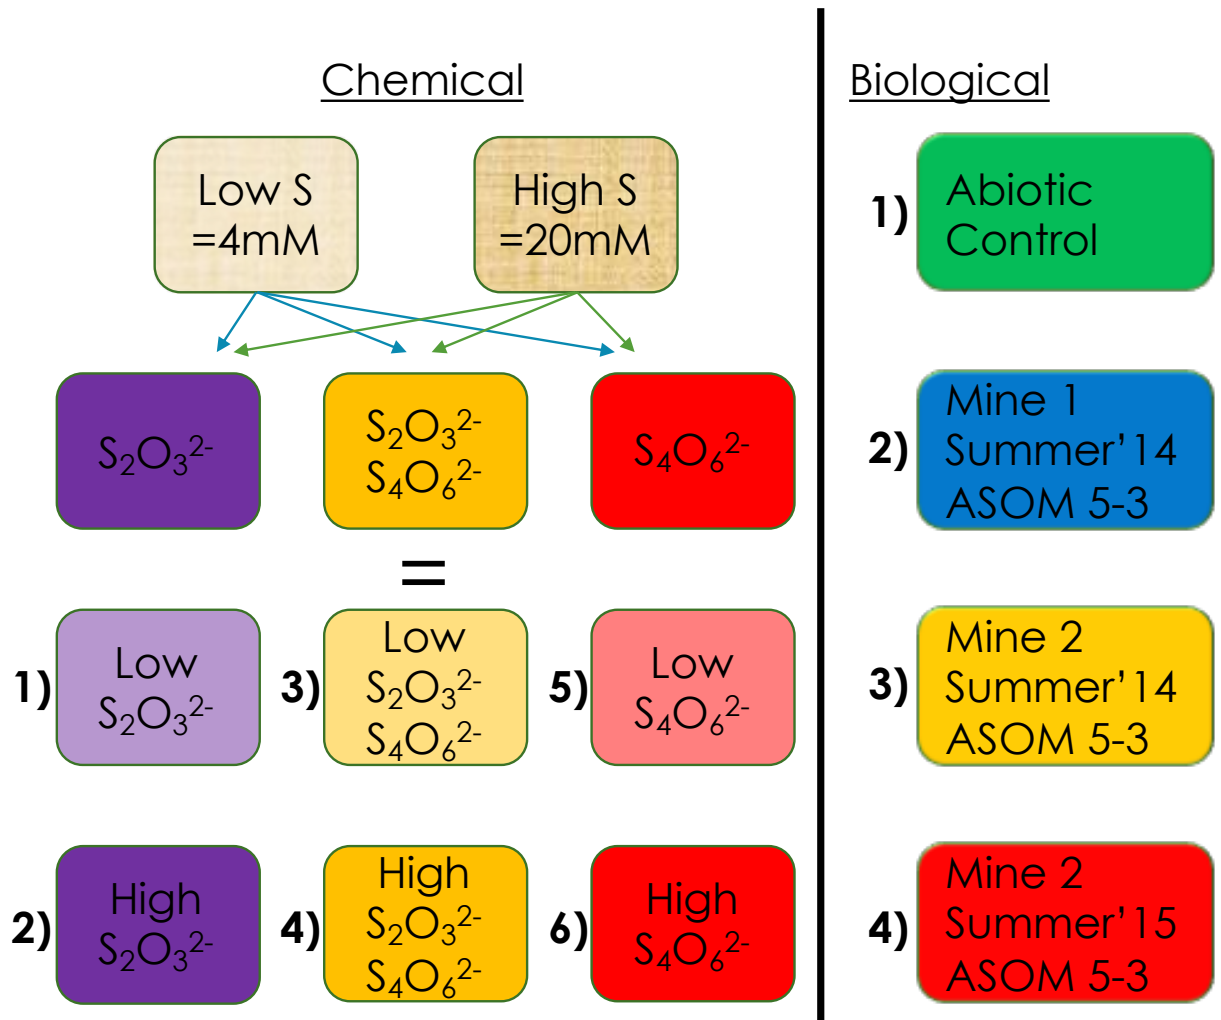 Chemical
Low S
=4mM
High S
=20mM
S₂O₃²⁻
S₂O₃²⁻
S₄O₆²⁻
S₄O₆²⁻
=
1)
Low
S₂O₃²⁻
3)
Low
S₂O₃²⁻
S₄O₆²⁻
5)
Low
S₄O₆²⁻
2)
High
S₂O₃²⁻
4)
High
S₂O₃²⁻
S₄O₆²⁻
6)
High
S₄O₆²⁻
Biological
1)
Abiotic
Control
2)
Mine 1
Summer’14
ASOM 5-3
3)
Mine 2
Summer’14
ASOM 5-3
4)
Mine 2
Summer’15
ASOM 5-3